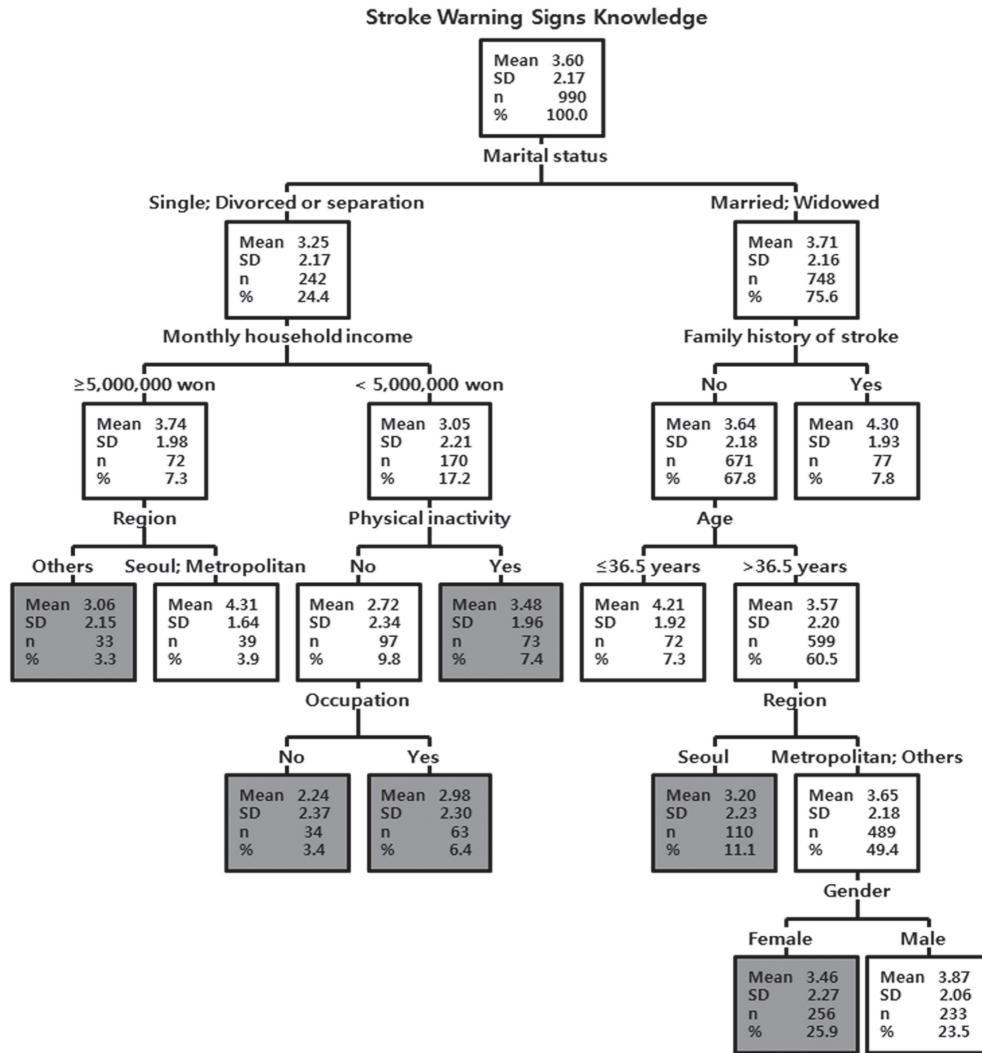 Stroke Warning Signs Knowledge
Mean 3.60
SD 2.17
n 990
% 100.0
Marital status
Single; Divorced or separation
Married; Widowed
Mean 3.25
SD 2.17
n 242
% 24.4
Mean 3.71
SD 2.16
n 748
% 75.6
Monthly household income
Family history of stroke
≥5,000,000 won
< 5,000,000 won
No
Yes
Mean 3.74
SD 1.98
n 72
% 7.3
Mean 3.05
SD 2.21
n 170
% 17.2
Mean 3.64
SD 2.18
n 671
% 67.8
Mean 4.30
SD 1.93
n 77
% 7.8
Region
Physical inactivity
Age
Others
Seoul; Metropolitan
No
Yes
≤36.5 years
>36.5 years
Mean 3.06
SD 2.15
n 33
% 3.3
Mean 4.31
SD 1.64
n 39
% 3.9
Mean 2.72
SD 2.34
n 97
% 9.8
Mean 3.48
SD 1.96
n 73
% 7.4
Mean 4.21
SD 1.92
n 72
% 7.3
Mean 3.57
SD 2.20
n 599
% 60.5
Occupation
Region
No
Yes
Seoul
Metropolitan; Others
Mean 2.24
SD 2.37
n 34
% 3.4
Mean 2.98
SD 2.30
n 63
% 6.4
Mean 3.20
SD 2.23
n 110
% 11.1
Mean 3.65
SD 2.18
n 489
% 49.4
Gender
Female
Male
Mean 3.46
SD 2.27
n 256
% 25.9
Mean 3.87
SD 2.06
n 233
% 23.5